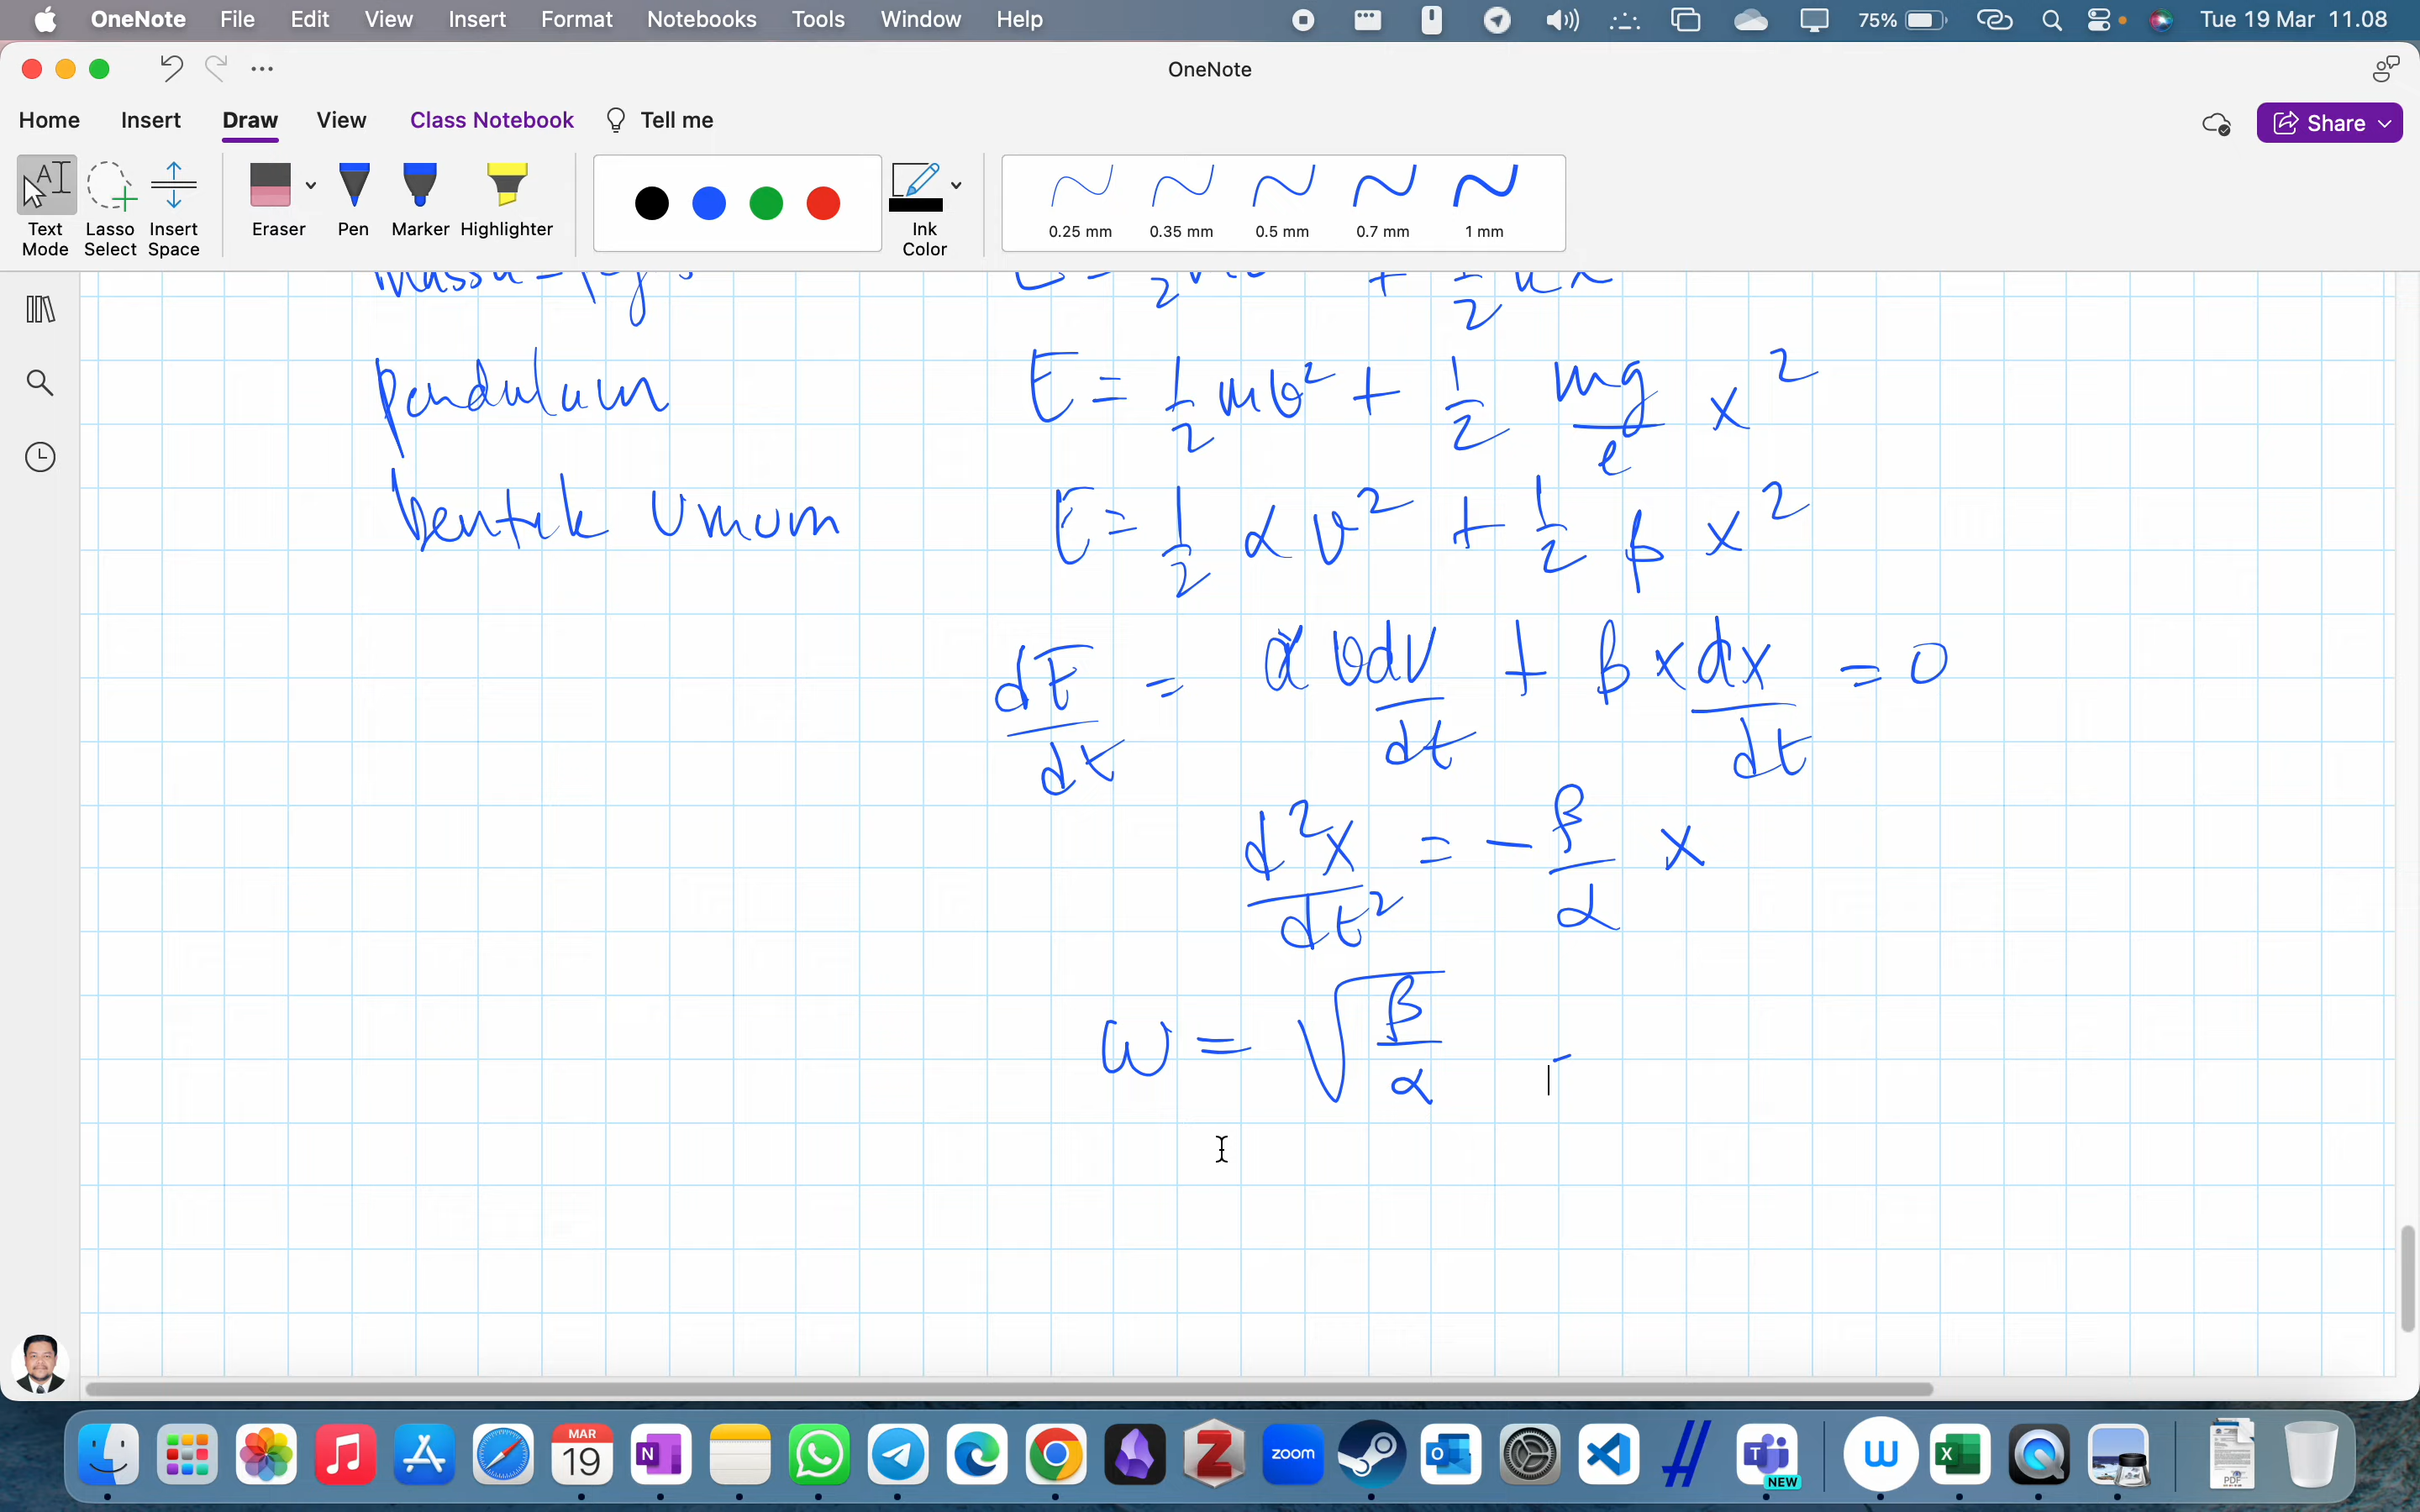 OneNote File Edit View Insert Format Notebooks Tools Window Help 75% Tue 19 Mar 11.08
OneNote
Home Insert Draw View Class Notebook Tell me Share
Text Mode Lasso Select Insert Space Eraser Pen Marker Highlighter Ink Color 0.25 mm 0.35 mm 0.5 mm 0.7 mm 1 mm
pendulum E = 1/2 mv² + 1/2 mg/l x²
bentuk umum E = 1/2 α v² + 1/2 β x²
dE/dt = α v dv/dt + β x dx/dt = 0
d²x/dt² = - β/α x
ω = √β/α
MAR
19
N
Z
zoom
O
T
NEW
W
X
PDF